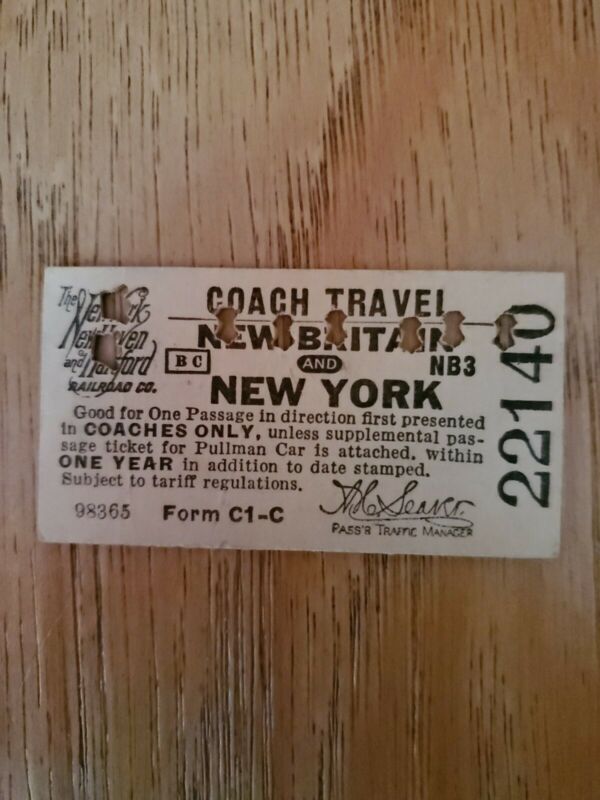 The New York
New Haven
and Hartford
RAILROAD CO.
COACH TRAVEL
NEW BRITAIN
BC
AND
NB3
NEW YORK
Good for One Passage in direction first presented
in COACHES ONLY, unless supplemental pas-
sage ticket for Pullman Car is attached, within
ONE YEAR in addition to date stamped.
Subject to tariff regulations.
98365 Form C1-C
PASS'R TRAFFIC MANAGER
22140